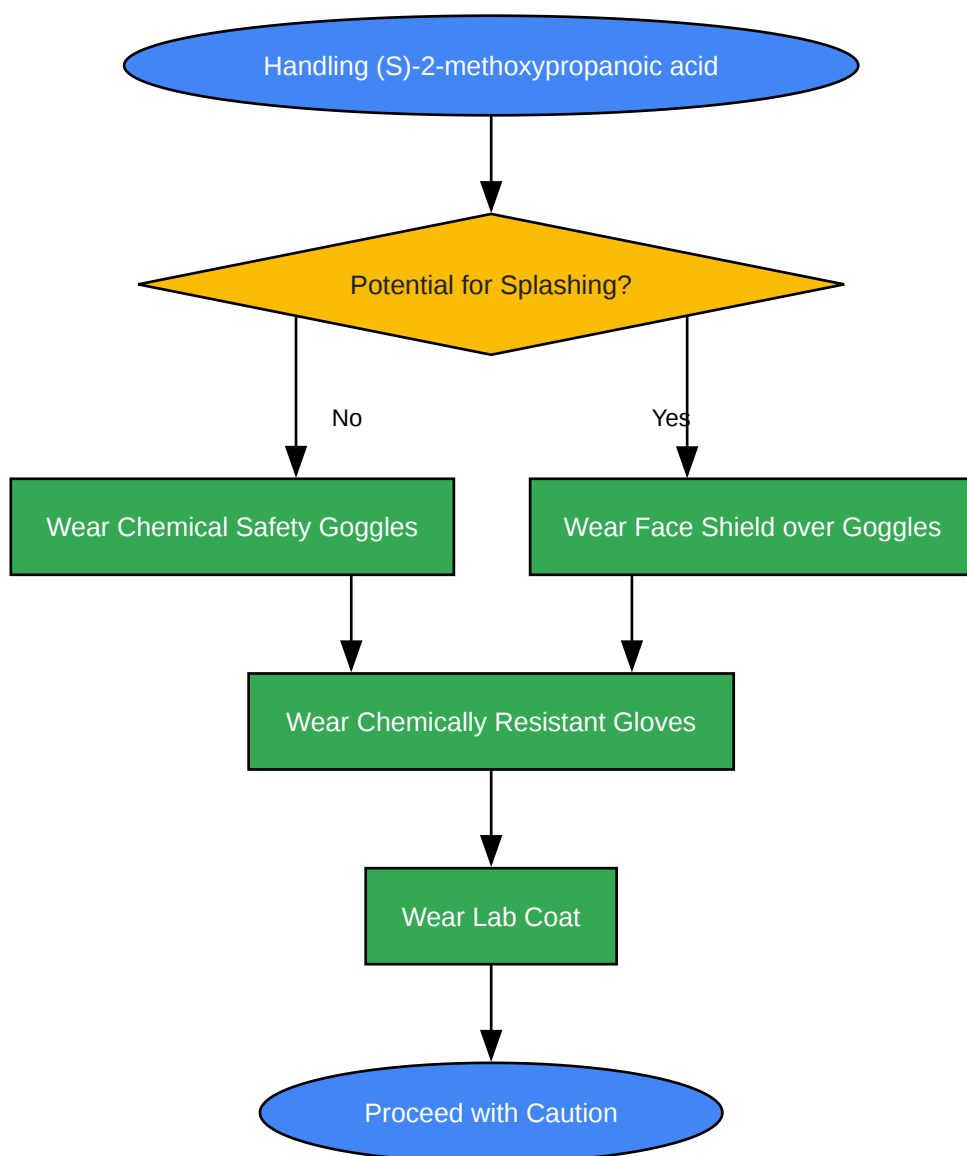 Handling (S)-2-methoxypropanoic acid
Potential for Splashing?
No
Yes
Wear Chemical Safety Goggles
Wear Face Shield over Goggles
Wear Chemically Resistant Gloves
Wear Lab Coat
Proceed with Caution